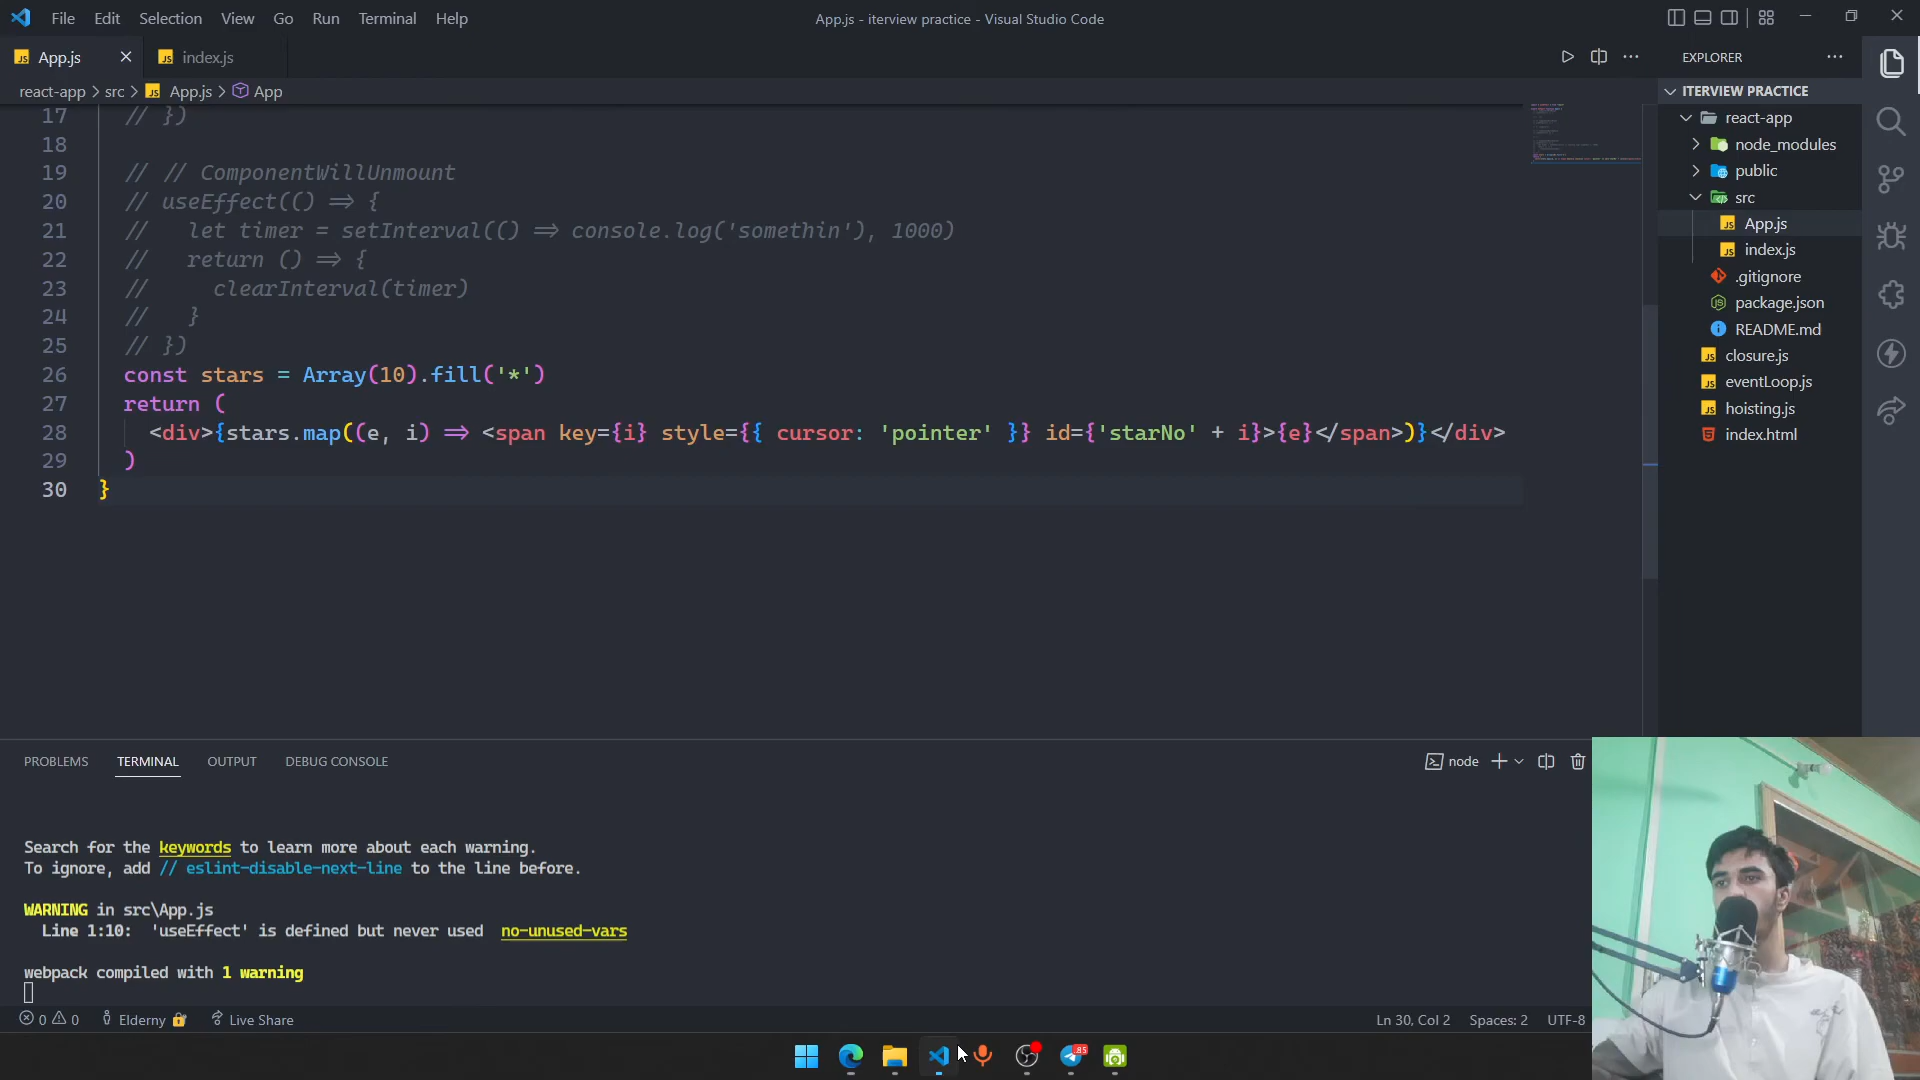 File Edit Selection View Go Run Terminal Help
App.js - iterview practice - Visual Studio Code
App.js
index.js
EXPLORER
react-app > src > App.js > App
17 // })
18
19 // // ComponentWillUnmount
20 // useEffect(() => {
21 //   let timer = setInterval(() => console.log('somethin'), 1000)
22 //   return () => {
23 //     clearInterval(timer)
24 //   }
25 // })
26 const stars = Array(10).fill('*')
27 return (
28 <div>{stars.map((e, i) => <span key={i} style={{ cursor: 'pointer' }} id={'starNo' + i}>{e}</span>)}</div>
29 )
30 }
ITERVIEW PRACTICE
react-app
node_modules
public
src
App.js
index.js
.gitignore
package.json
README.md
closure.js
eventLoop.js
hoisting.js
index.html
PROBLEMS TERMINAL OUTPUT DEBUG CONSOLE
node
Search for the keywords to learn more about each warning.
To ignore, add // eslint-disable-next-line to the line before.
WARNING in src\App.js
Line 1:10: 'useEffect' is defined but never used no-unused-vars
webpack compiled with 1 warning
0 0 Elderny Live Share
Ln 30, Col 2 Spaces: 2 UTF-8
85